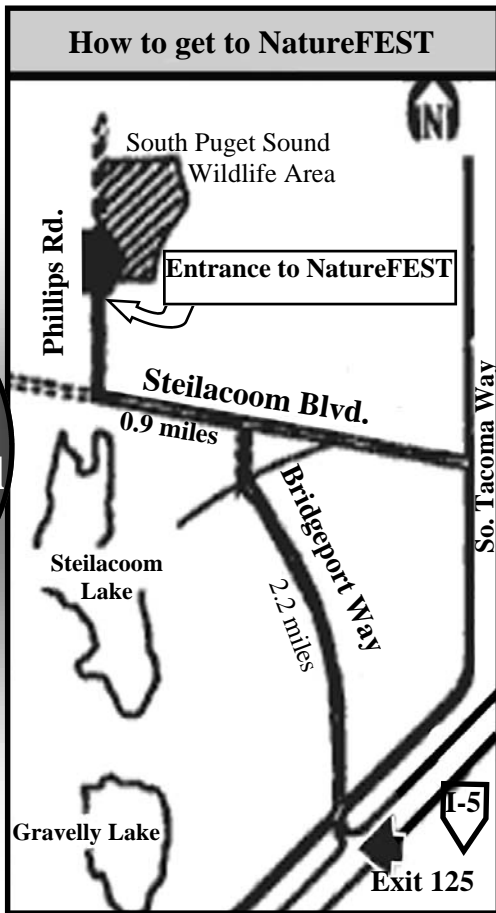 How to get to NatureFEST
N
South Puget Sound
Wildlife Area
Phillips Rd.
Entrance to NatureFEST
Steilacoom Blvd.
0.9 miles
So. Tacoma Way
Bridgeport Way
2.2 miles
Steilacoom
Lake
Gravelly Lake
I-5
Exit 125